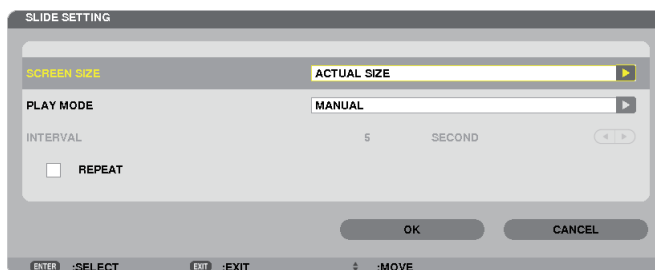 SLIDE SETTING
SCREEN SIZE ACTUAL SIZE
PLAY MODE MANUAL
INTERVAL 5 SECOND
REPEAT
OK CANCEL
ENTER :SELECT EXIT :EXIT :MOVE